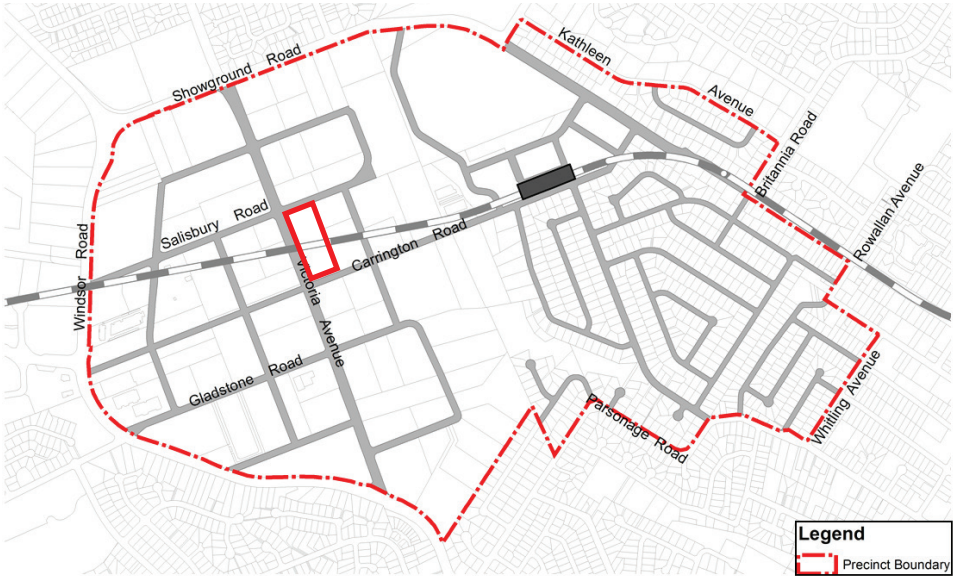 Kathleen
Avenue
Showground Road
Britannia Road
Rowallan Avenue
Salisbury Road
Windsor Road
Carrington Road
Victoria
Avenue
Gladstone Road
Parsonage Road
Whitling Avenue
Legend
Precinct Boundary